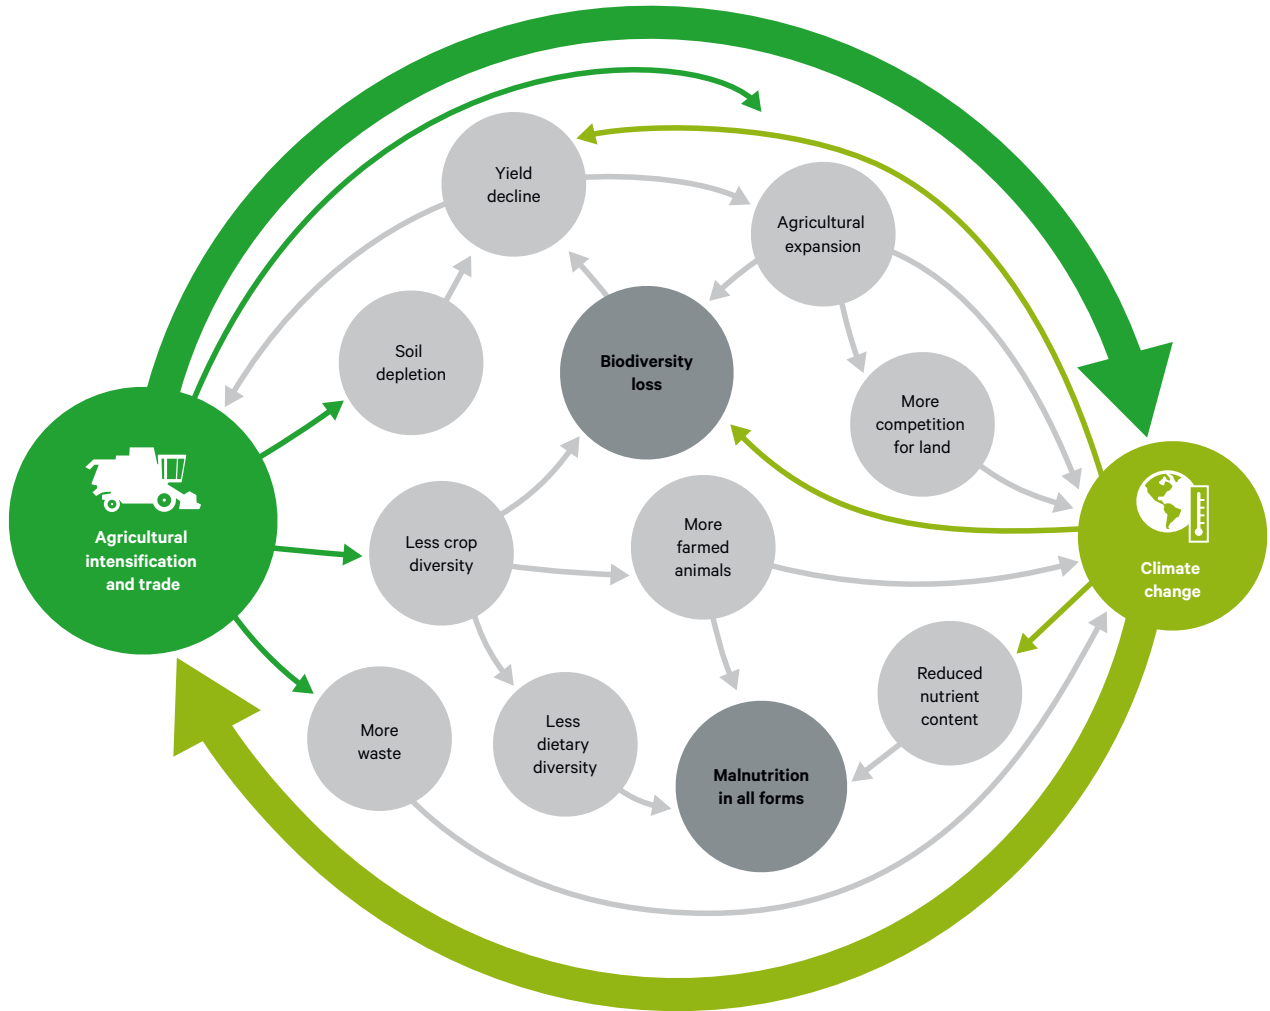 Yield
decline
Agricultural
expansion
Soil
depletion
Biodiversity
loss
More
competition
for land
Agricultural
intensification
and trade
Less crop
diversity
More
farmed
animals
Climate
change
Reduced
nutrient
content
More
waste
Less
dietary
diversity
Malnutrition
in all forms